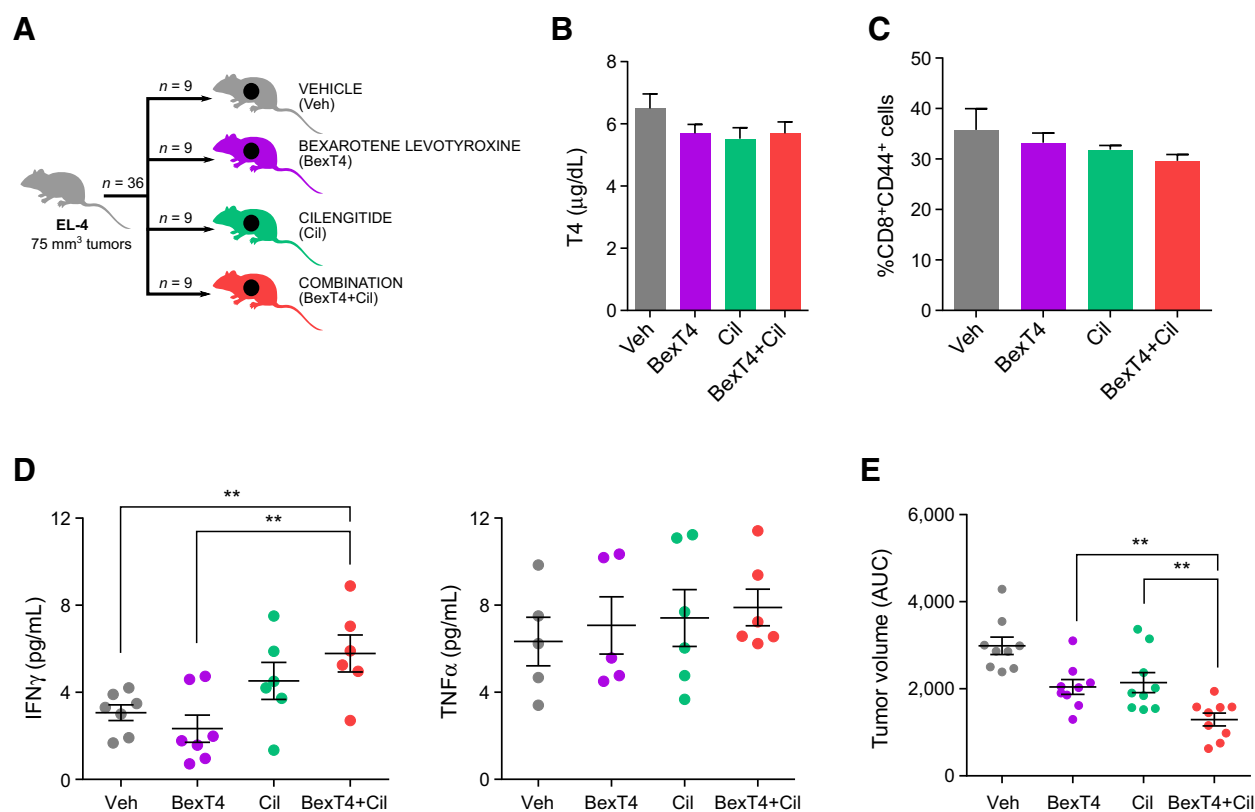 A
n = 36
EL-4
75 mm³ tumors
n = 9
VEHICLE
(Veh)
n = 9
BEXAROTENE LEVOTYROXINE
(BexT4)
n = 9
CILENGITIDE
(Cil)
n = 9
COMBINATION
(BexT4+Cil)
B
T4 (μg/dL)
8
6
4
2
0
Veh
BexT4
Cil
BexT4+Cil
C
%CD8⁺CD44⁺ cells
50
40
30
20
10
0
Veh
BexT4
Cil
BexT4+Cil
D
IFNγ (pg/mL)
12
8
4
0
**
**
Veh BexT4 Cil BexT4+Cil
TNFα (pg/mL)
12
8
4
0
Veh BexT4 Cil BexT4+Cil
E
Tumor volume (AUC)
6,000
4,000
2,000
0
**
**
Veh BexT4 Cil BexT4+Cil